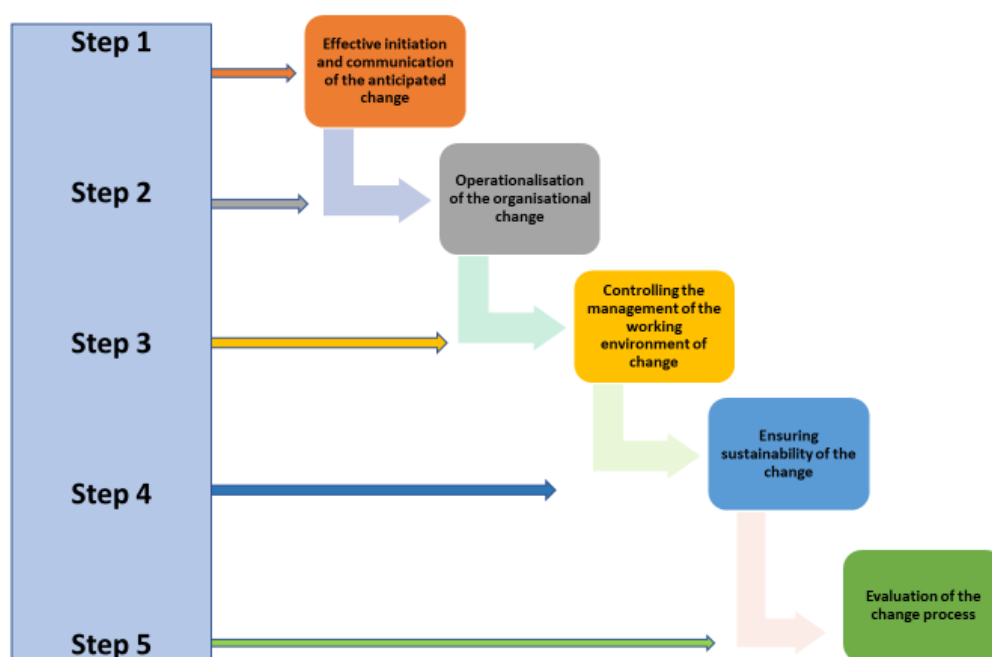 Step 1
Effective initiation
and communication
of the anticipated
change
Step 2
Operationalisation
of the organisational
change
Step 3
Controlling the
management of the
working
environment of
change
Step 4
Ensuring
sustainability of the
change
Step 5
Evaluation of the
change process